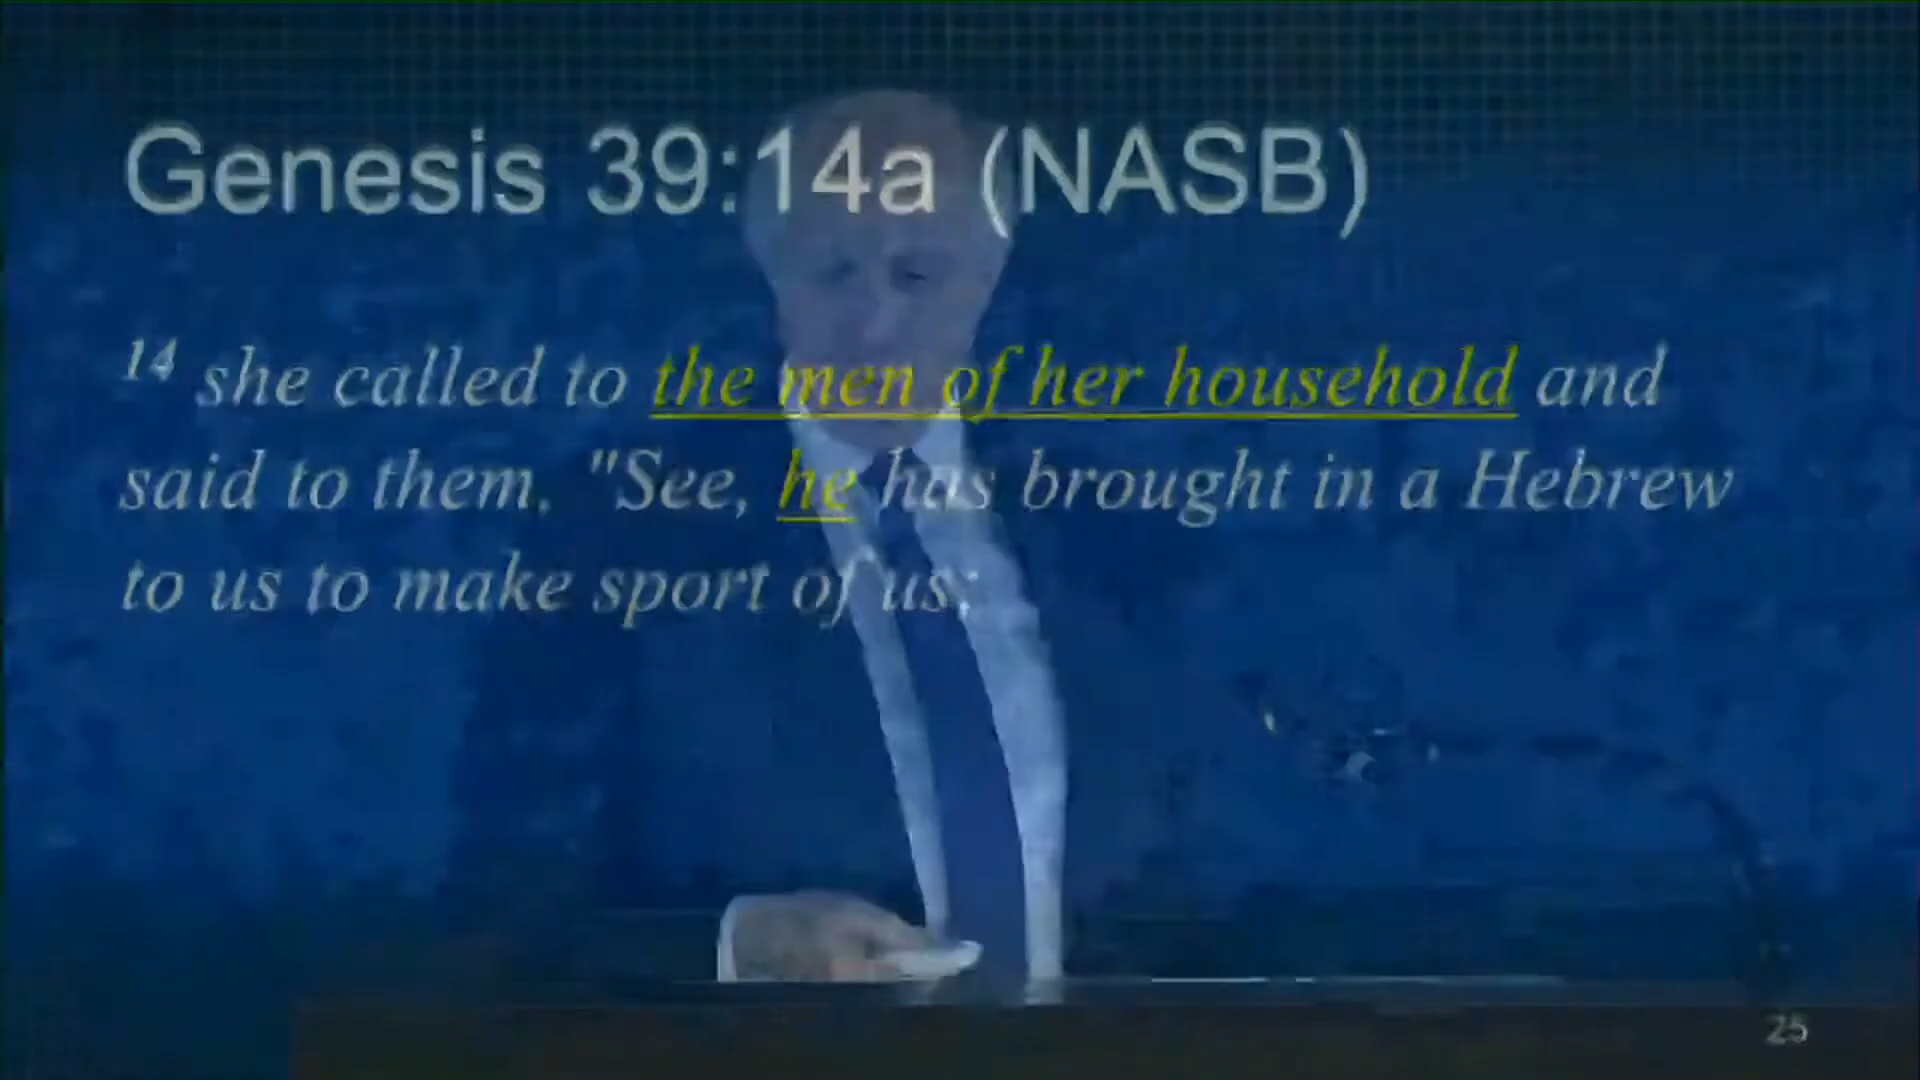 Genesis 39:14a (NASB)
14 she called to the men of her household and
said to them, "See, he has brought in a Hebrew
to us to make sport of us;
25